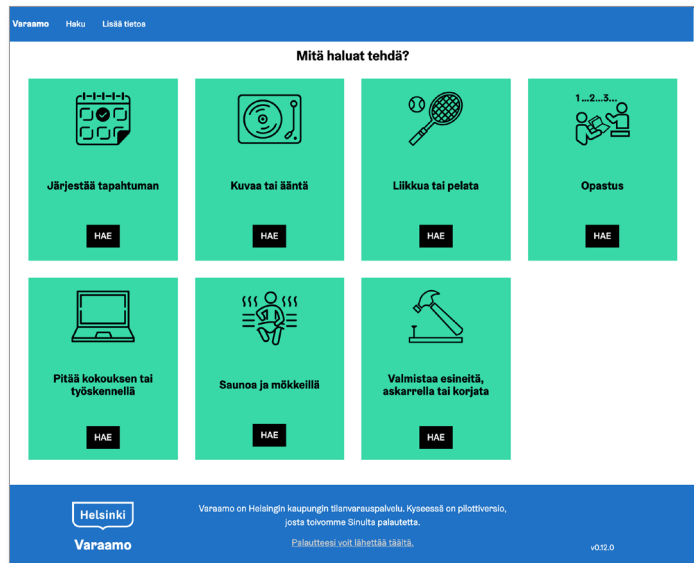 Varaamo Haku Lisää tietoa
Mitä haluat tehdä?
Järjestää tapahtuman
HAE
Kuvaa tai ääntä
HAE
Liikkua tai pelata
HAE
1 ...2...3...
Opastus
HAE
Pitää kokouksen tai
työskennellä
HAE
Saunoa ja mökkeillä
HAE
Valmistaa esineitä,
askarrella tai korjata
HAE
Helsinki
Varaamo
Varaamo on Helsingin kaupungin tilanvarauspalvelu. Kyseessä on pilottiversio,
josta toivomme Sinulta palautetta.
Palautteesi voit lähettää täältä.
v0.12.0